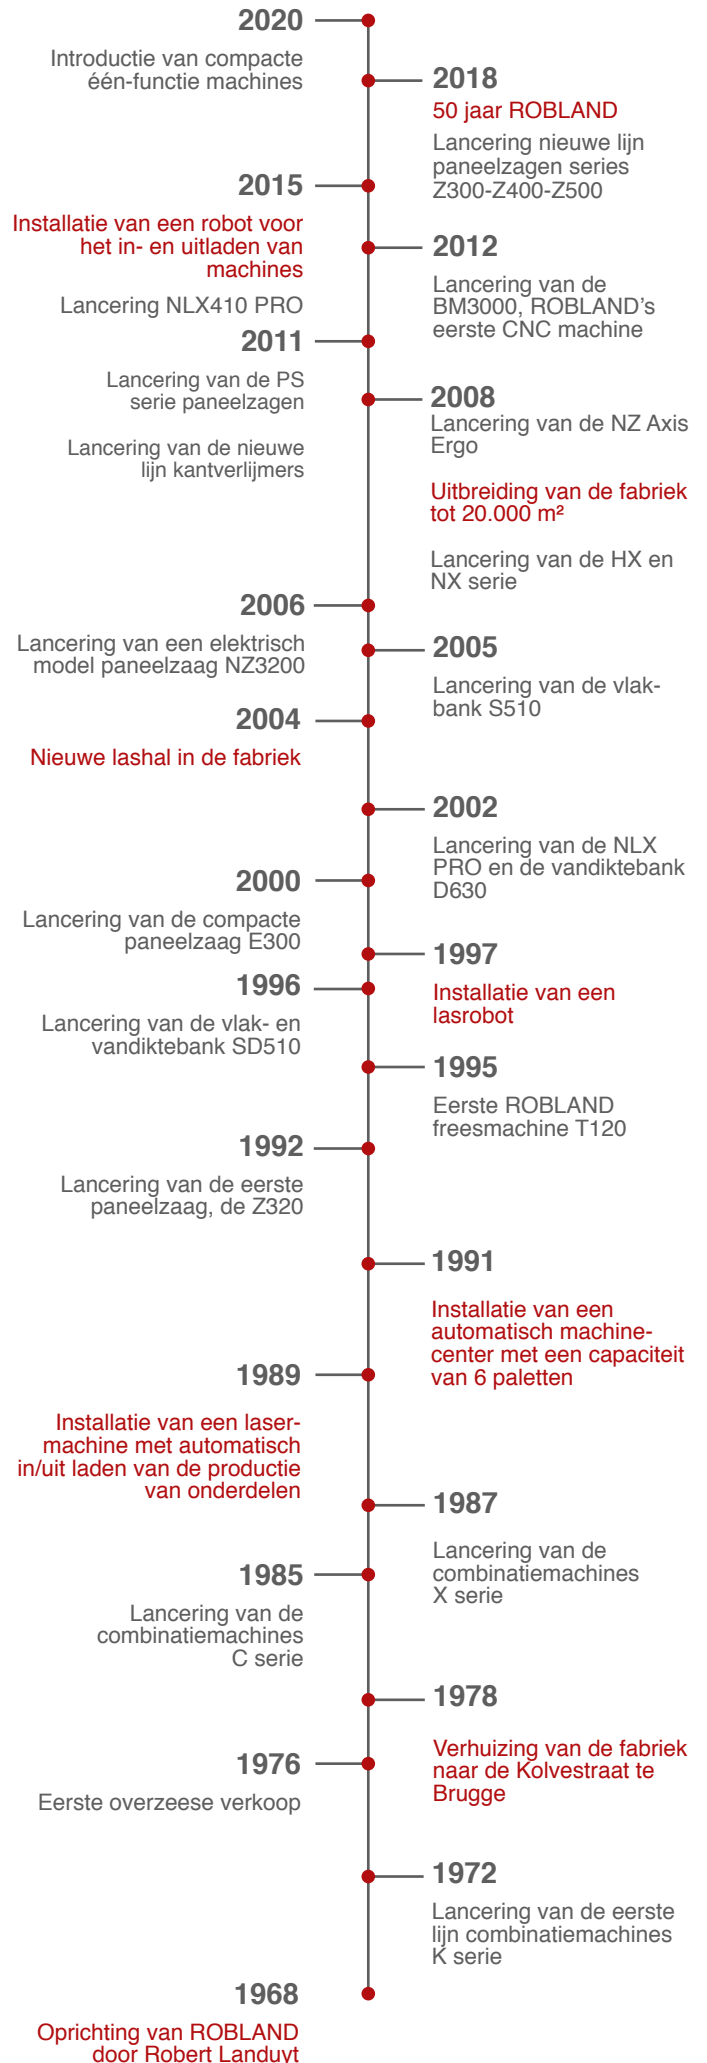 2020
Introductie van compacte
één-functie machines
2018
50 jaar ROBLAND
Lancering nieuwe lijn
paneelzagen series
Z300-Z400-Z500
2015
Installatie van een robot voor
het in- en uitladen van
machines
Lancering NLX410 PRO
2012
Lancering van de
BM3000, ROBLAND's
eerste CNC machine
2011
Lancering van de PS
serie paneelzagen
Lancering van de nieuwe
lijn kantverlijmers
2008
Lancering van de NZ Axis
Ergo
Uitbreiding van de fabriek
tot 20.000 m²
Lancering van de HX en
NX serie
2006
Lancering van een elektrisch
model paneelzaag NZ3200
2005
Lancering van de vlak-
bank S510
2004
Nieuwe lashal in de fabriek
2002
Lancering van de NLX
PRO en de vandiktebank
D630
2000
Lancering van de compacte
paneelzaag E300
1997
Installatie van een
lasrobot
1996
Lancering van de vlak- en
vandiktebank SD510
1995
Eerste ROBLAND
freesmachine T120
1992
Lancering van de eerste
paneelzaag, de Z320
1991
Installatie van een
automatisch machine-
center met een capaciteit
van 6 paletten
1989
Installatie van een laser-
machine met automatisch
in/uit laden van de productie
van onderdelen
1987
Lancering van de
combinatiemachines
X serie
1985
Lancering van de
combinatiemachines
C serie
1978
Verhuizing van de fabriek
naar de Kolvestraat te
Brugge
1976
Eerste overzeese verkoop
1972
Lancering van de eerste
lijn combinatiemachines
K serie
1968
Oprichting van ROBLAND
door Robert Landuyt